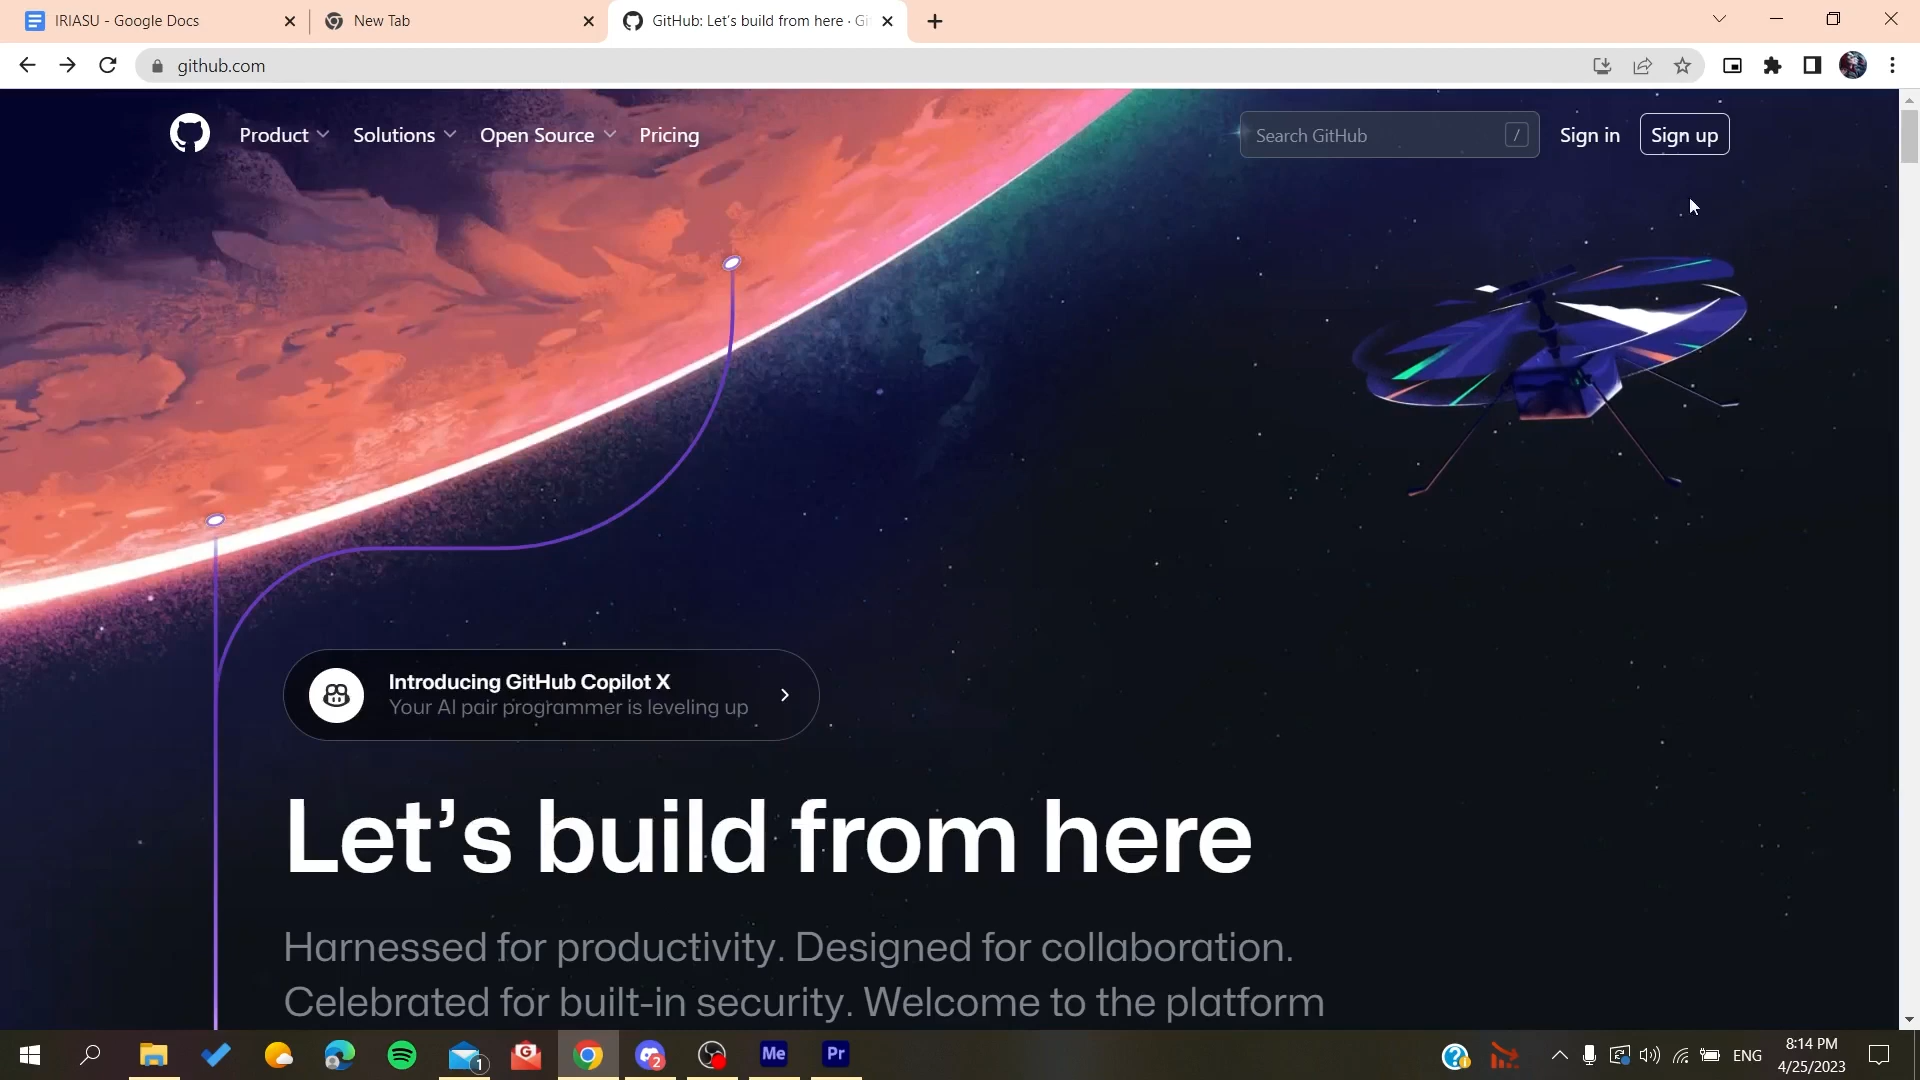 IRIASU - Google Docs
New Tab
GitHub: Let's build from here · Gi
github.com
Product
Solutions
Open Source
Pricing
Search GitHub
/
Sign in
Sign up
Introducing GitHub Copilot X
Your AI pair programmer is leveling up
Let's build from here
Harnessed for productivity. Designed for collaboration.
Celebrated for built-in security. Welcome to the platform
1
G
2
Me
Pr
ENG
8:14 PM
4/25/2023